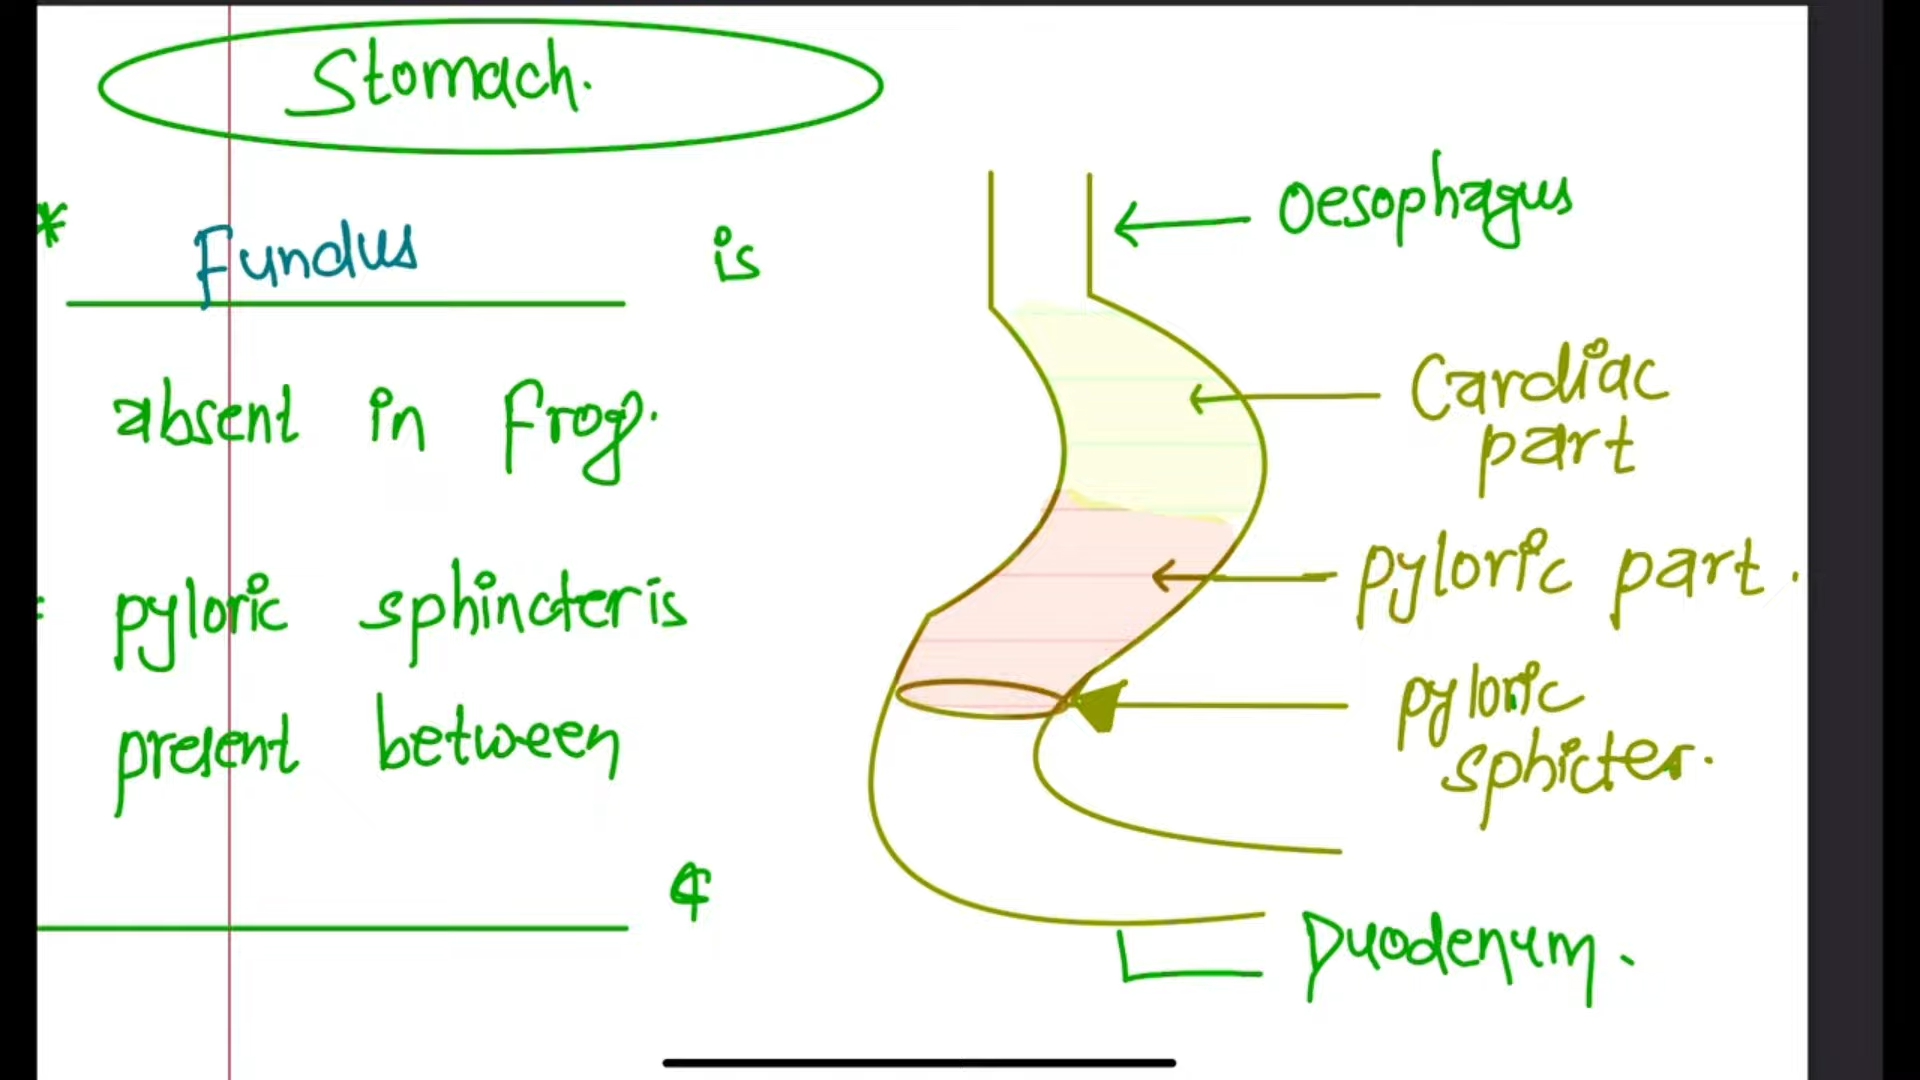 Stomach.
* Fundus is
absent in frog.
pyloric sphincter is
present between
&
Oesophagus
Cardiac
part
pyloric part.
pyloric
sphicter.
Duodenum.